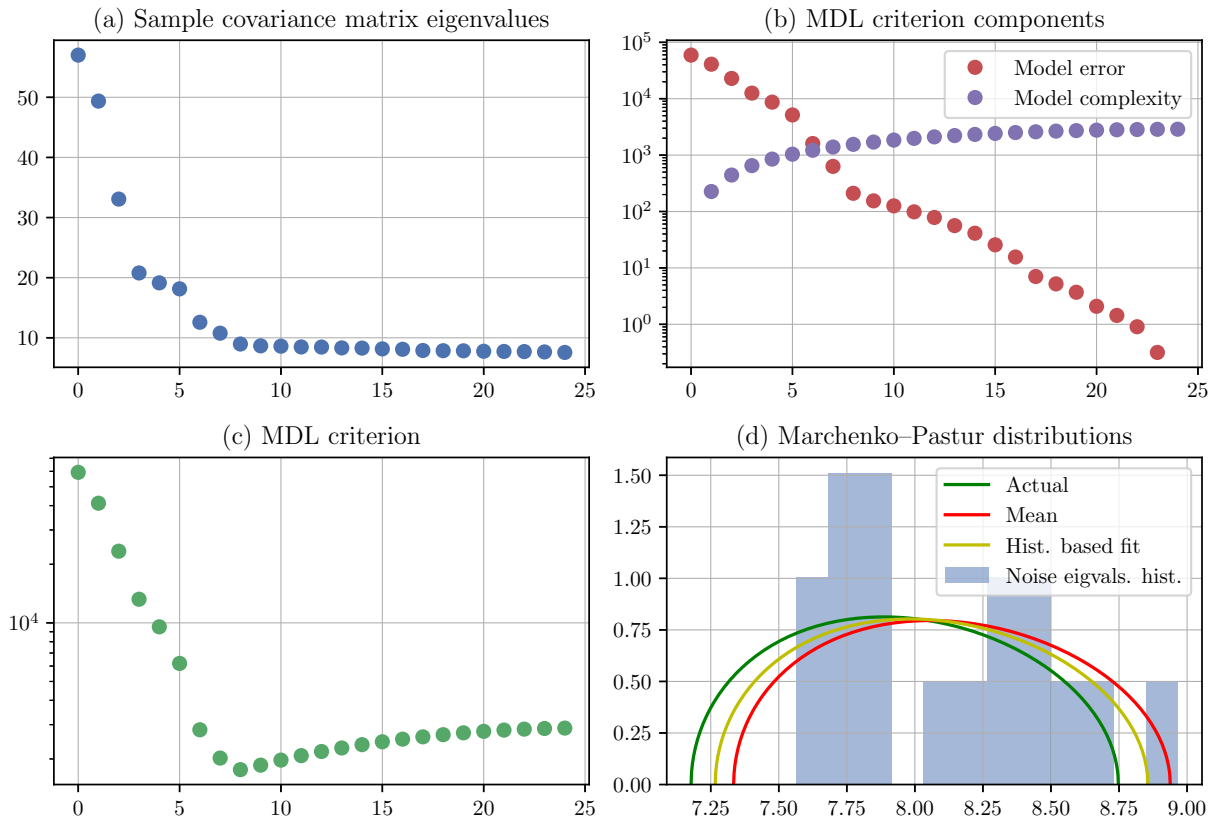 (a) Sample covariance matrix eigenvalues
50
40
30
20
10
0 5 10 15 20 25
(b) MDL criterion components
10^5
10^4
10^3
10^2
10^1
10^0
Model error
Model complexity
0 5 10 15 20 25
(c) MDL criterion
10^4
0 5 10 15 20 25
(d) Marchenko–Pastur distributions
1.50
1.25
1.00
0.75
0.50
0.25
0.00
Actual
Mean
Hist. based fit
Noise eigvals. hist.
7.25 7.50 7.75 8.00 8.25 8.50 8.75 9.00